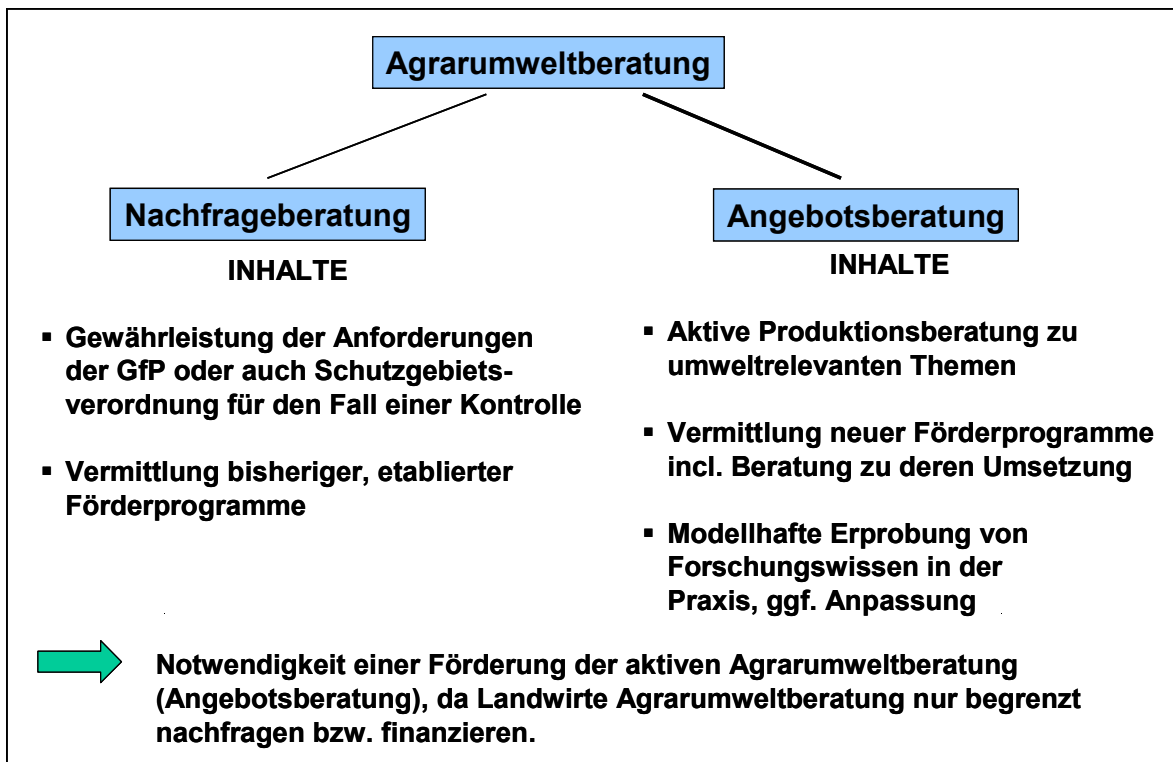 Agrarumweltberatung
Nachfrageberatung
INHALTE
▪ Gewährleistung der Anforderungen
der GfP oder auch Schutzgebiets-
verordnung für den Fall einer Kontrolle
▪ Vermittlung bisheriger, etablierter
Förderprogramme
Angebotsberatung
INHALTE
▪ Aktive Produktionsberatung zu
umweltrelevanten Themen
▪ Vermittlung neuer Förderprogramme
incl. Beratung zu deren Umsetzung
▪ Modellhafte Erprobung von
Forschungswissen in der
Praxis, ggf. Anpassung
Notwendigkeit einer Förderung der aktiven Agrarumweltberatung
(Angebotsberatung), da Landwirte Agrarumweltberatung nur begrenzt
nachfragen bzw. finanzieren.